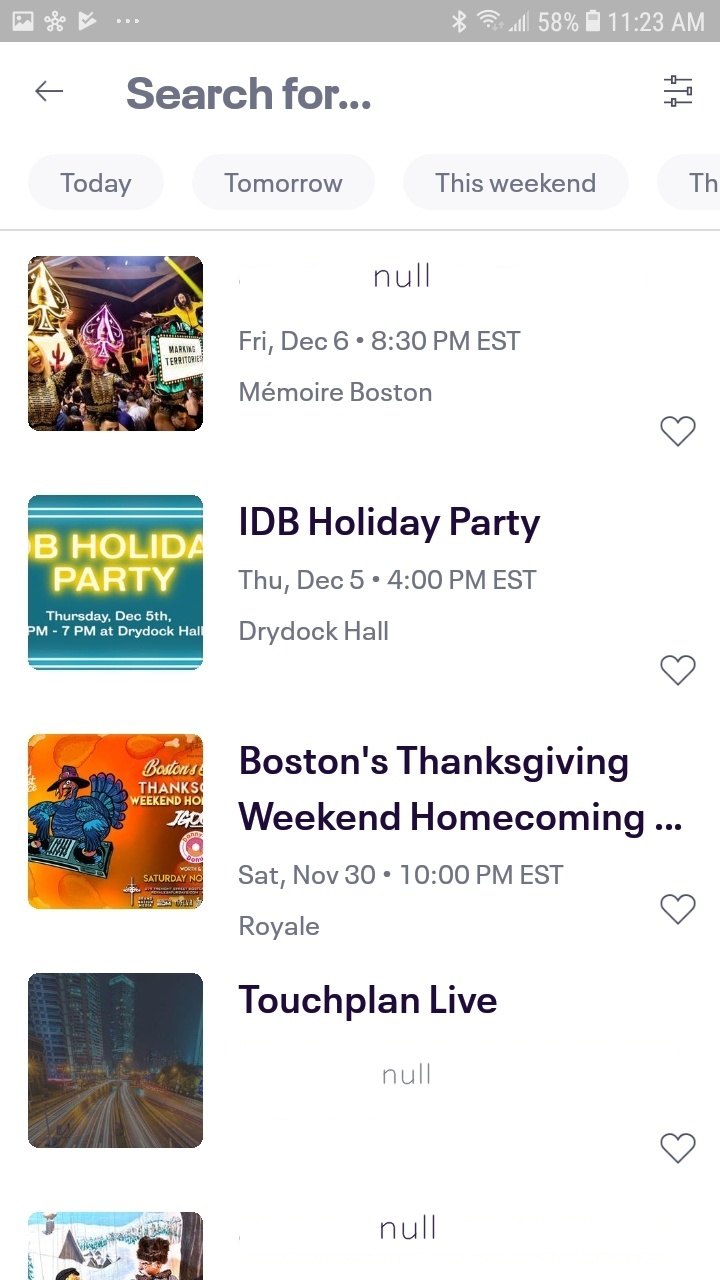 58% 11:23 AM
Search for...
Today Tomorrow This weekend Th
null
Fri, Dec 6 • 8:30 PM EST
Mémoire Boston
MARKING
TERRITORIES
IDB Holiday Party
Thu, Dec 5 • 4:00 PM EST
Drydock Hall
DB HOLIDA
PARTY
Thursday, Dec 5th,
PM - 7 PM at Drydock Hall
Boston's Thanksgiving
Weekend Homecoming ...
Sat, Nov 30 • 10:00 PM EST
Royale
Boston's
THANKSG
WEEKEND HO
SATURDAY NO
Touchplan Live
null
null